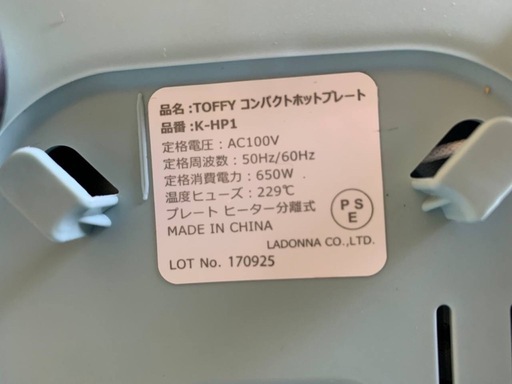 品名:TOFFY コンパクトホットプレート
品番:K-HP1
定格電圧：AC100V
定格周波数：50Hz/60Hz
定格消費電力：650W
温度ヒューズ：229℃
プレート ヒーター分離式
MADE IN CHINA
PS
E
LADONNA CO.,LTD.
LOT No. 170925